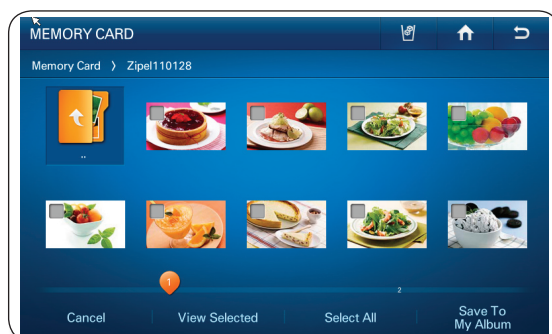 MEMORY CARD
Memory Card 〉 Zipel110128
..
1
2
Cancel
View Selected
Select All
Save To
My Album